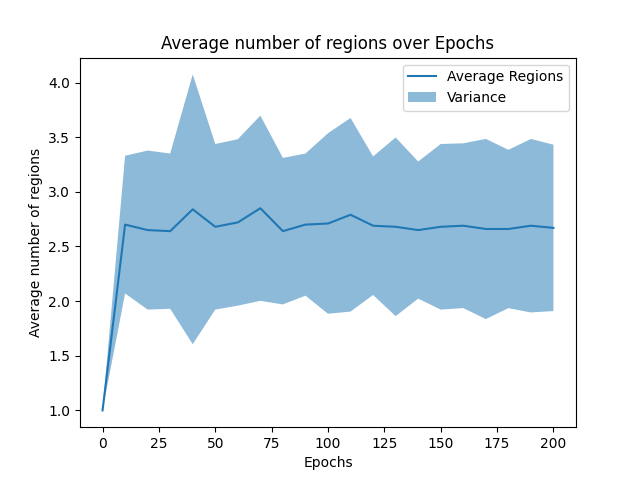 Average number of regions over Epochs
Average Regions
Variance
Average number of regions
4.0
3.5
3.0
2.5
2.0
1.5
1.0
0 25 50 75 100 125 150 175 200
Epochs